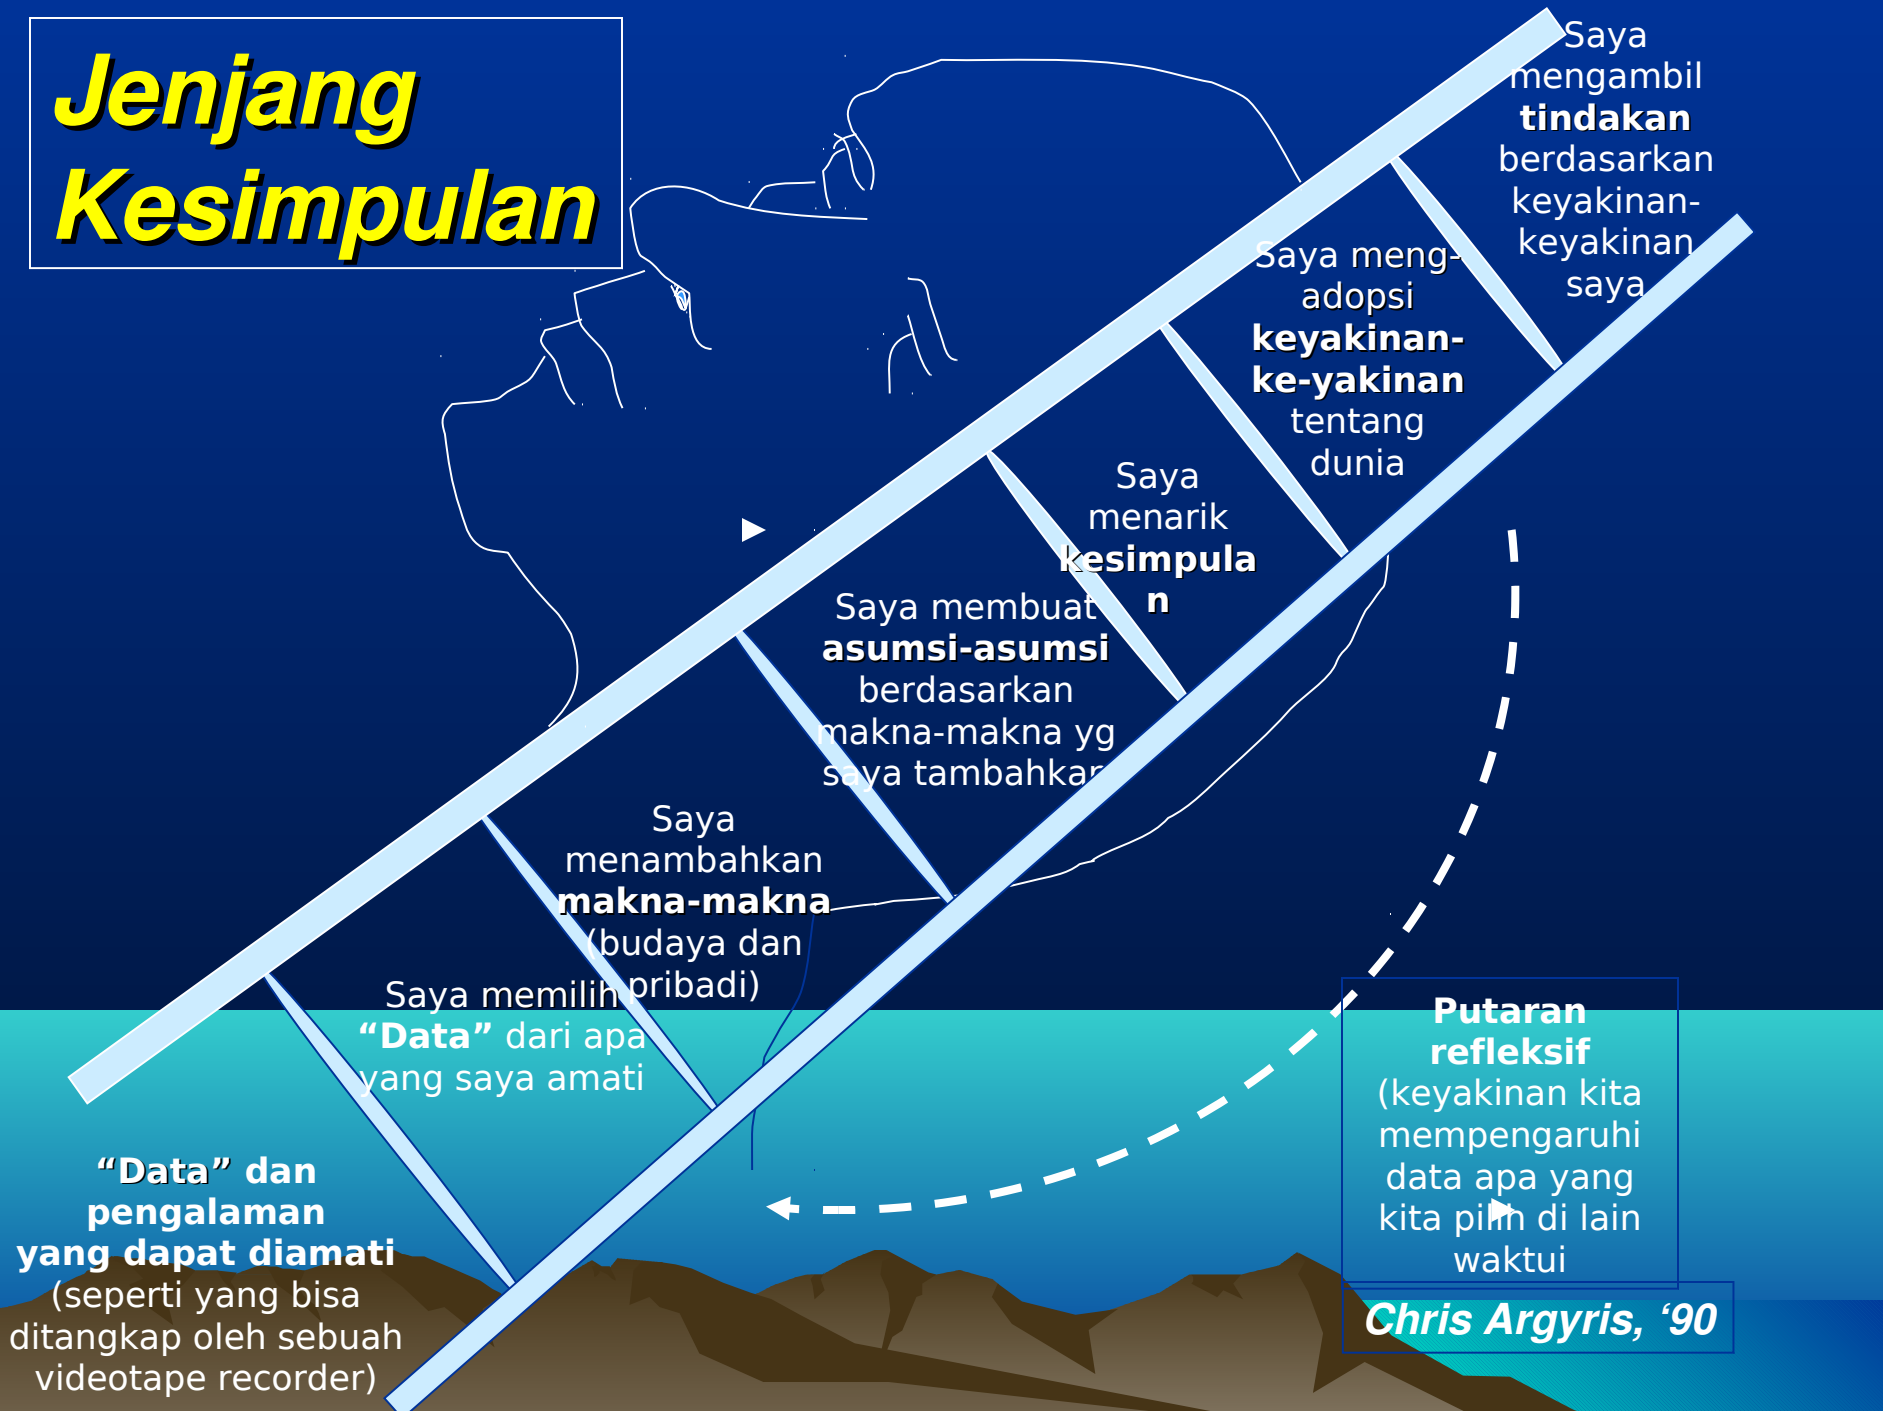 Jenjang
Kesimpulan
Saya
mengambil
tindakan
berdasarkan
keyakinan-
keyakinan
saya
Saya meng-
adopsi
keyakinan-
ke-yakinan
tentang
dunia
Saya
menarik
kesimpula
n
Saya membuat
asumsi-asumsi
berdasarkan
makna-makna yg
saya tambahkan
Saya
menambahkan
makna-makna
(budaya dan
pribadi)
Saya memilih
“Data” dari apa
yang saya amati
“Data” dan
pengalaman
yang dapat diamati
(seperti yang bisa
ditangkap oleh sebuah
videotape recorder)
Putaran
refleksif
(keyakinan kita
mempengaruhi
data apa yang
kita pilih di lain
waktui
Chris Argyris, ‘90